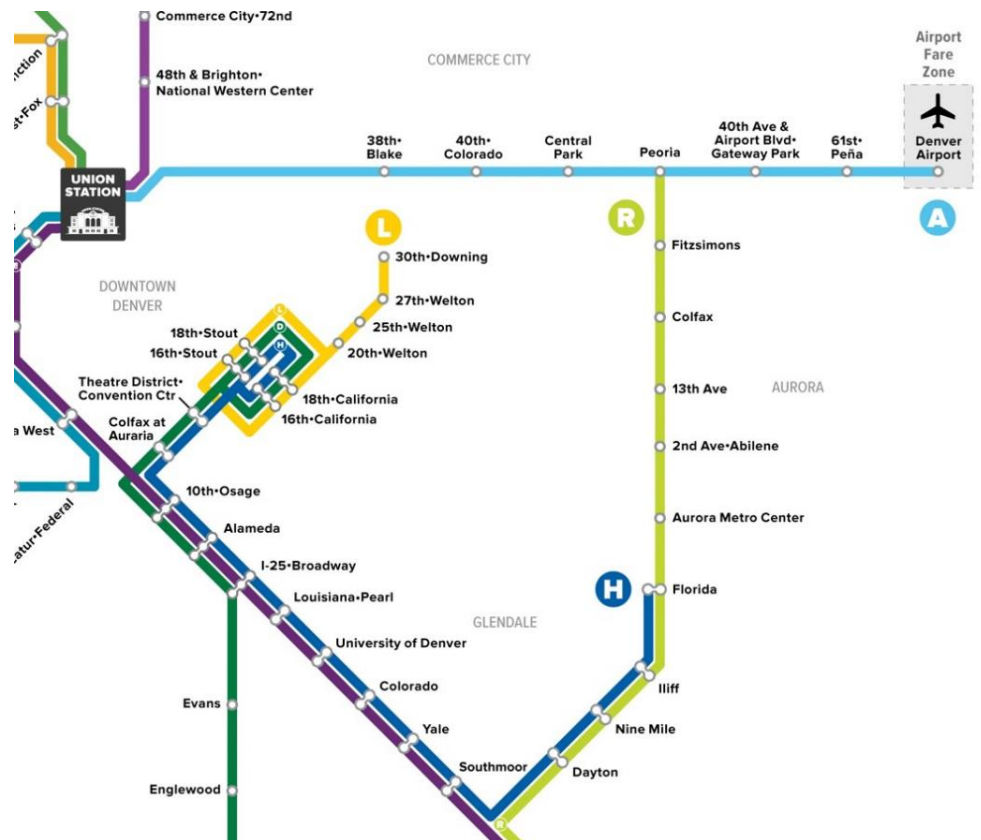 Commerce City•72nd
48th & Brighton•
National Western Center
COMMERCE CITY
Airport
Fare
Zone
38th•
Blake
40th•
Colorado
Central
Park
Peoria
40th Ave &
Airport Blvd•
Gateway Park
61st•
Peña
Denver
Airport
UNION
STATION
L
R
A
30th•Downing
Fitzsimons
DOWNTOWN
DENVER
27th•Welton
L
D
H
25th•Welton
Colfax
18th•Stout
16th•Stout
20th•Welton
Theatre District•
Convention Ctr
18th•California
16th•California
13th Ave
AURORA
Colfax at
Auraria
West
2nd Ave•Abilene
10th•Osage
Aurora Metro Center
Federal
Alameda
I-25•Broadway
H
Florida
Louisiana•Pearl
GLENDALE
University of Denver
Colorado
Iliff
Evans
Yale
Nine Mile
Southmoor
Dayton
Englewood
R